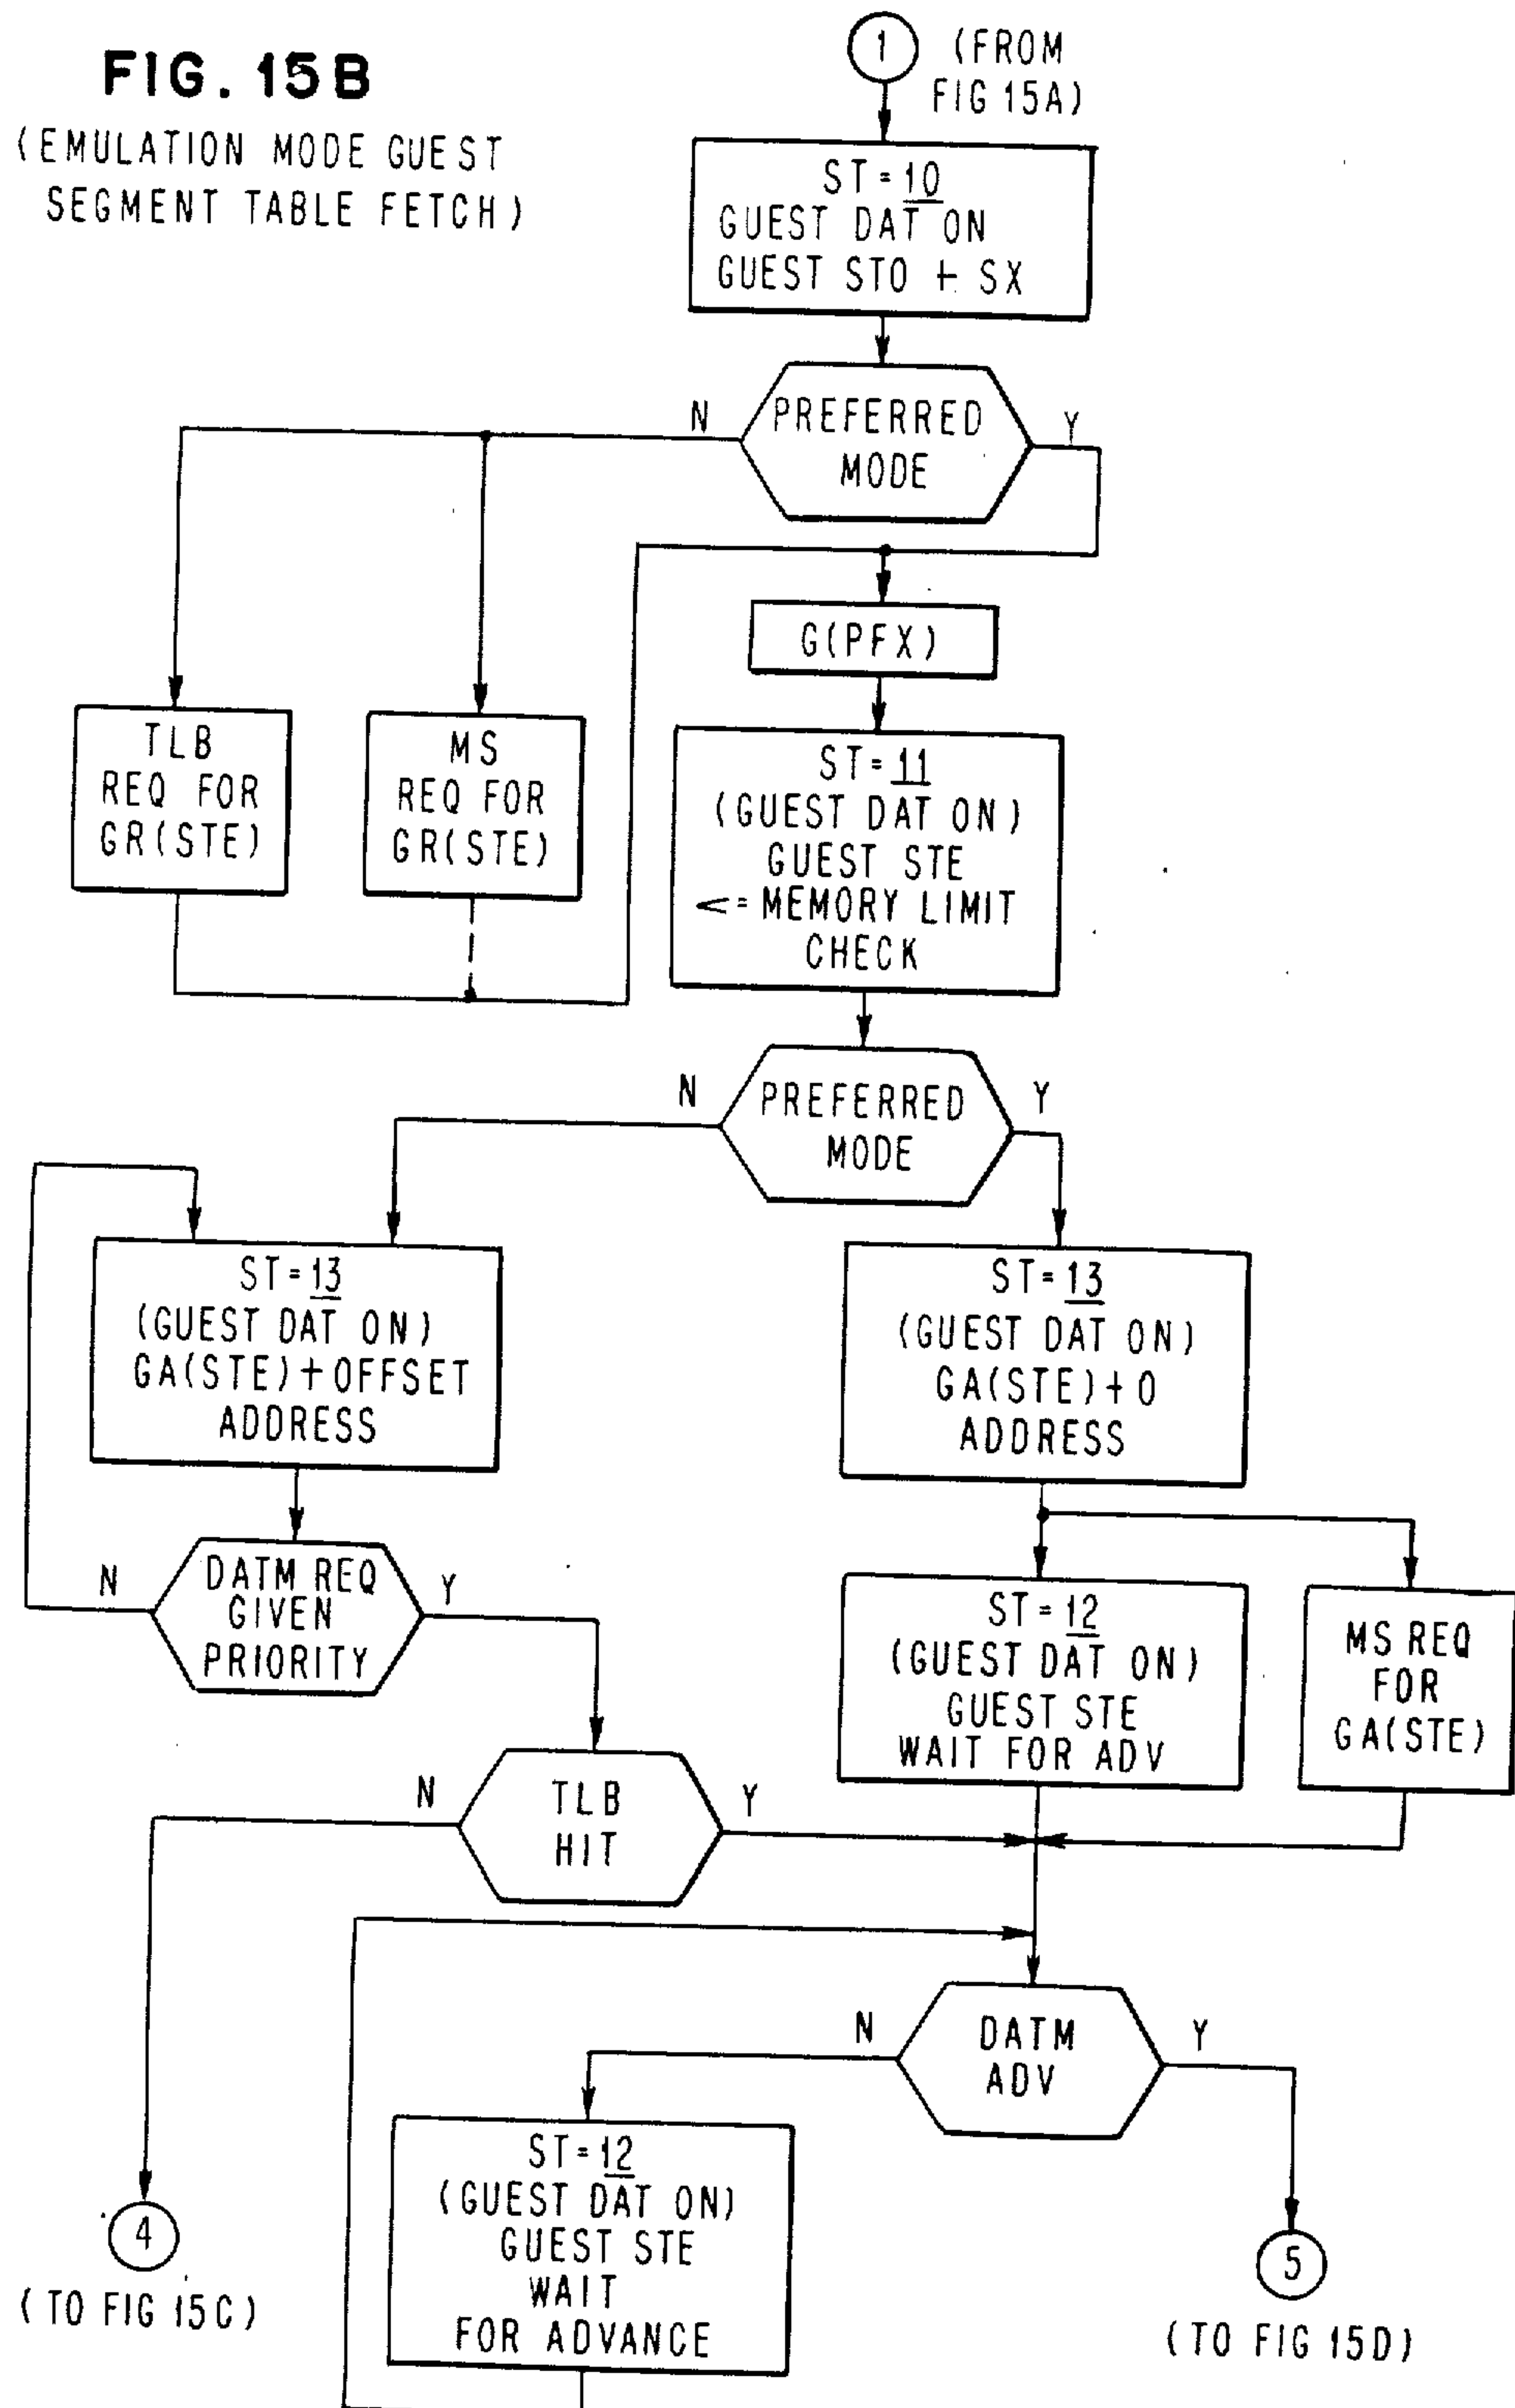 FIG. 15B
(EMULATION MODE GUEST
SEGMENT TABLE FETCH)
1
(FROM
FIG 15A)
ST=10
GUEST DAT ON
GUEST STO + SX
N
PREFERRED
MODE
Y
G(PFX)
TLB
REQ FOR
GR(STE)
MS
REQ FOR
GR(STE)
ST=11
(GUEST DAT ON)
GUEST STE
<=MEMORY LIMIT
CHECK
N
PREFERRED
MODE
Y
ST=13
(GUEST DAT ON)
GA(STE)+OFFSET
ADDRESS
ST=13
(GUEST DAT ON)
GA(STE)+0
ADDRESS
N
DATM REQ
GIVEN
PRIORITY
Y
ST=12
(GUEST DAT ON)
GUEST STE
WAIT FOR ADV
MS REQ
FOR
GA(STE)
N
TLB
HIT
Y
N
DATM
ADV
Y
ST=12
(GUEST DAT ON)
GUEST STE
WAIT
FOR ADVANCE
4
(TO FIG 15C)
5
(TO FIG 15D)